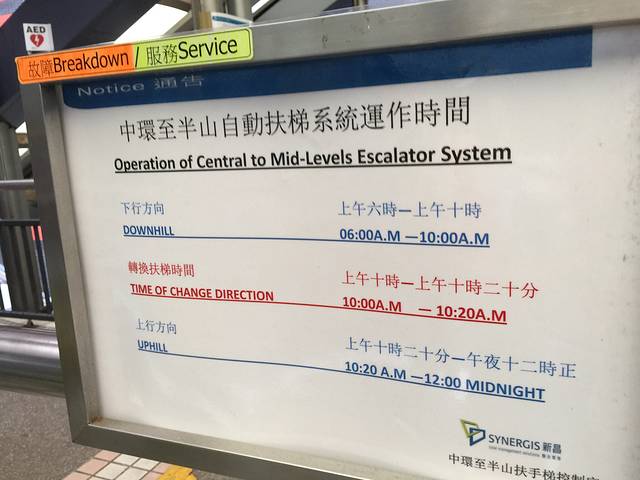 AED
故障Breakdown / 服務Service
Notice 通告
中環至半山自動扶梯系統運作時間
Operation of Central to Mid-Levels Escalator System
下行方向 上午六時—上午十時
DOWNHILL 06:00A.M —10:00A.M
轉換扶梯時間 上午十時—上午十時二十分
TIME OF CHANGE DIRECTION 10:00A.M — 10:20A.M
上行方向 上午十時二十分—午夜十二時正
UPHILL 10:20 A.M —12:00 MIDNIGHT
SYNERGIS 新昌
中環至半山扶手梯控制